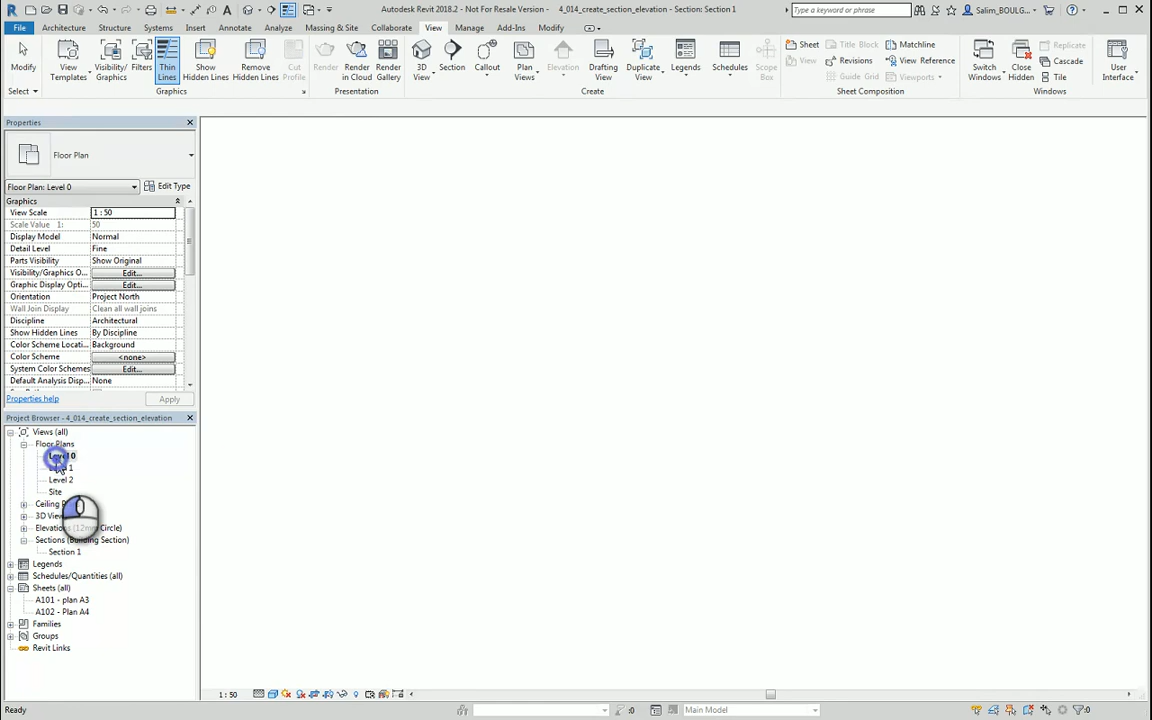 Autodesk Revit 2018.2 - Not For Resale Version - 4_014_create_section_elevation - Section: Section 1
Type a keyword or phrase
Salim_BOULG...
File Architecture Structure Systems Insert Annotate Analyze Massing & Site Collaborate View Manage Add-Ins Modify
Modify View Templates Visibility/ Graphics Filters Thin Lines Show Hidden Lines Remove Hidden Lines Cut Profile Render Render in Cloud Render Gallery 3D View Section Callout Plan Views Elevation Drafting View Duplicate View Legends Schedules Scope Box Sheet Title Block Matchline View Revisions View Reference Guide Grid Viewports Switch Windows Close Hidden Replicate Cascade Tile User Interface
Select Graphics Presentation Create Sheet Composition Windows
Properties
Floor Plan
Floor Plan: Level 0 Edit Type
Graphics
View Scale 1 : 50
Scale Value 1: 50
Display Model Normal
Detail Level Fine
Parts Visibility Show Original
Visibility/Graphics O... Edit...
Graphic Display Opti... Edit...
Orientation Project North
Wall Join Display Clean all wall joins
Discipline Architectural
Show Hidden Lines By Discipline
Color Scheme Locati... Background
Color Scheme <none>
System Color Schemes Edit...
Default Analysis Disp... None
Properties help Apply
Project Browser - 4_014_create_section_elevation
Views (all)
Floor Plans
Level 0
Level 2
Site
Elevations (12mm Circle)
Sections (Building Section)
Section 1
Legends
Schedules/Quantities (all)
Sheets (all)
A101 - plan A3
A102 - Plan A4
Families
Groups
Revit Links
1 : 50
Ready :0 Main Model :0